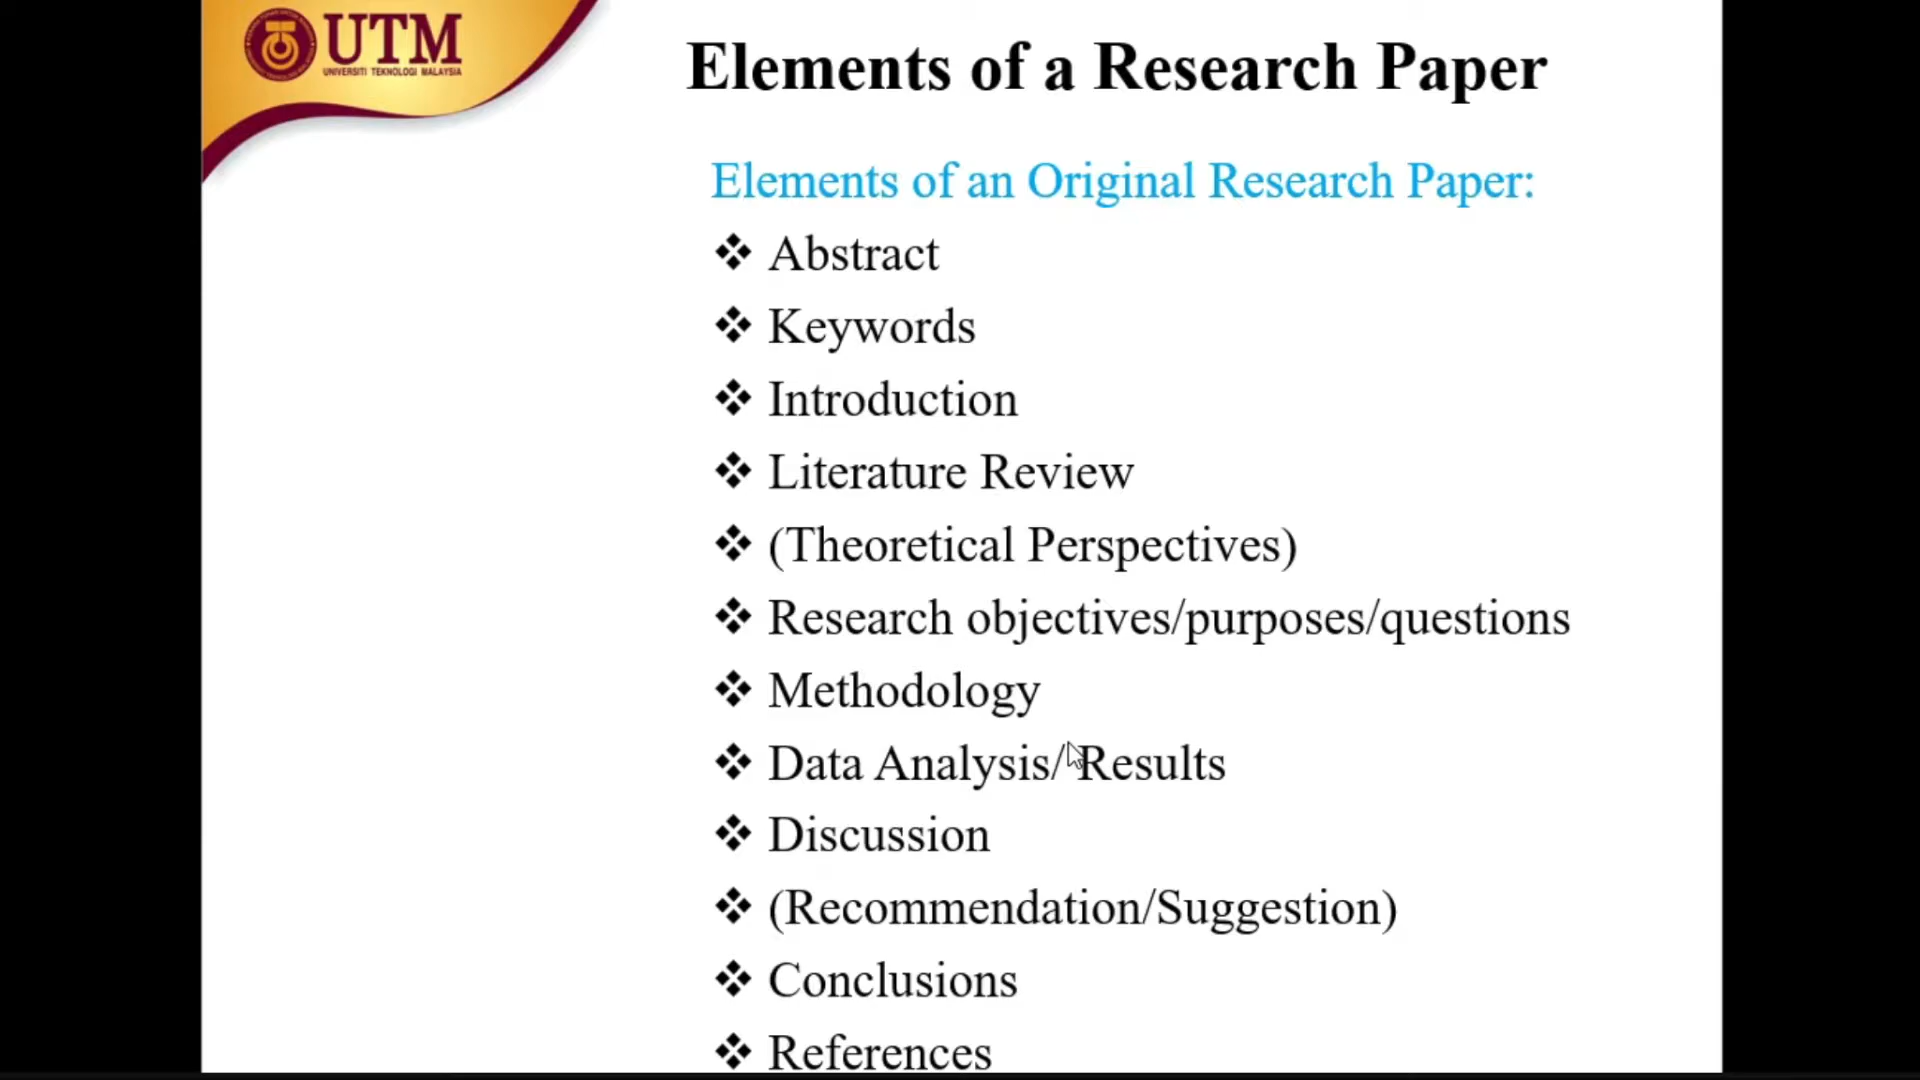 UTM
UNIVERSITI TEKNOLOGI MALAYSIA
Elements of a Research Paper
Elements of an Original Research Paper:
❖ Abstract
❖ Keywords
❖ Introduction
❖ Literature Review
❖ (Theoretical Perspectives)
❖ Research objectives/purposes/questions
❖ Methodology
❖ Data Analysis/ Results
❖ Discussion
❖ (Recommendation/Suggestion)
❖ Conclusions
❖ References